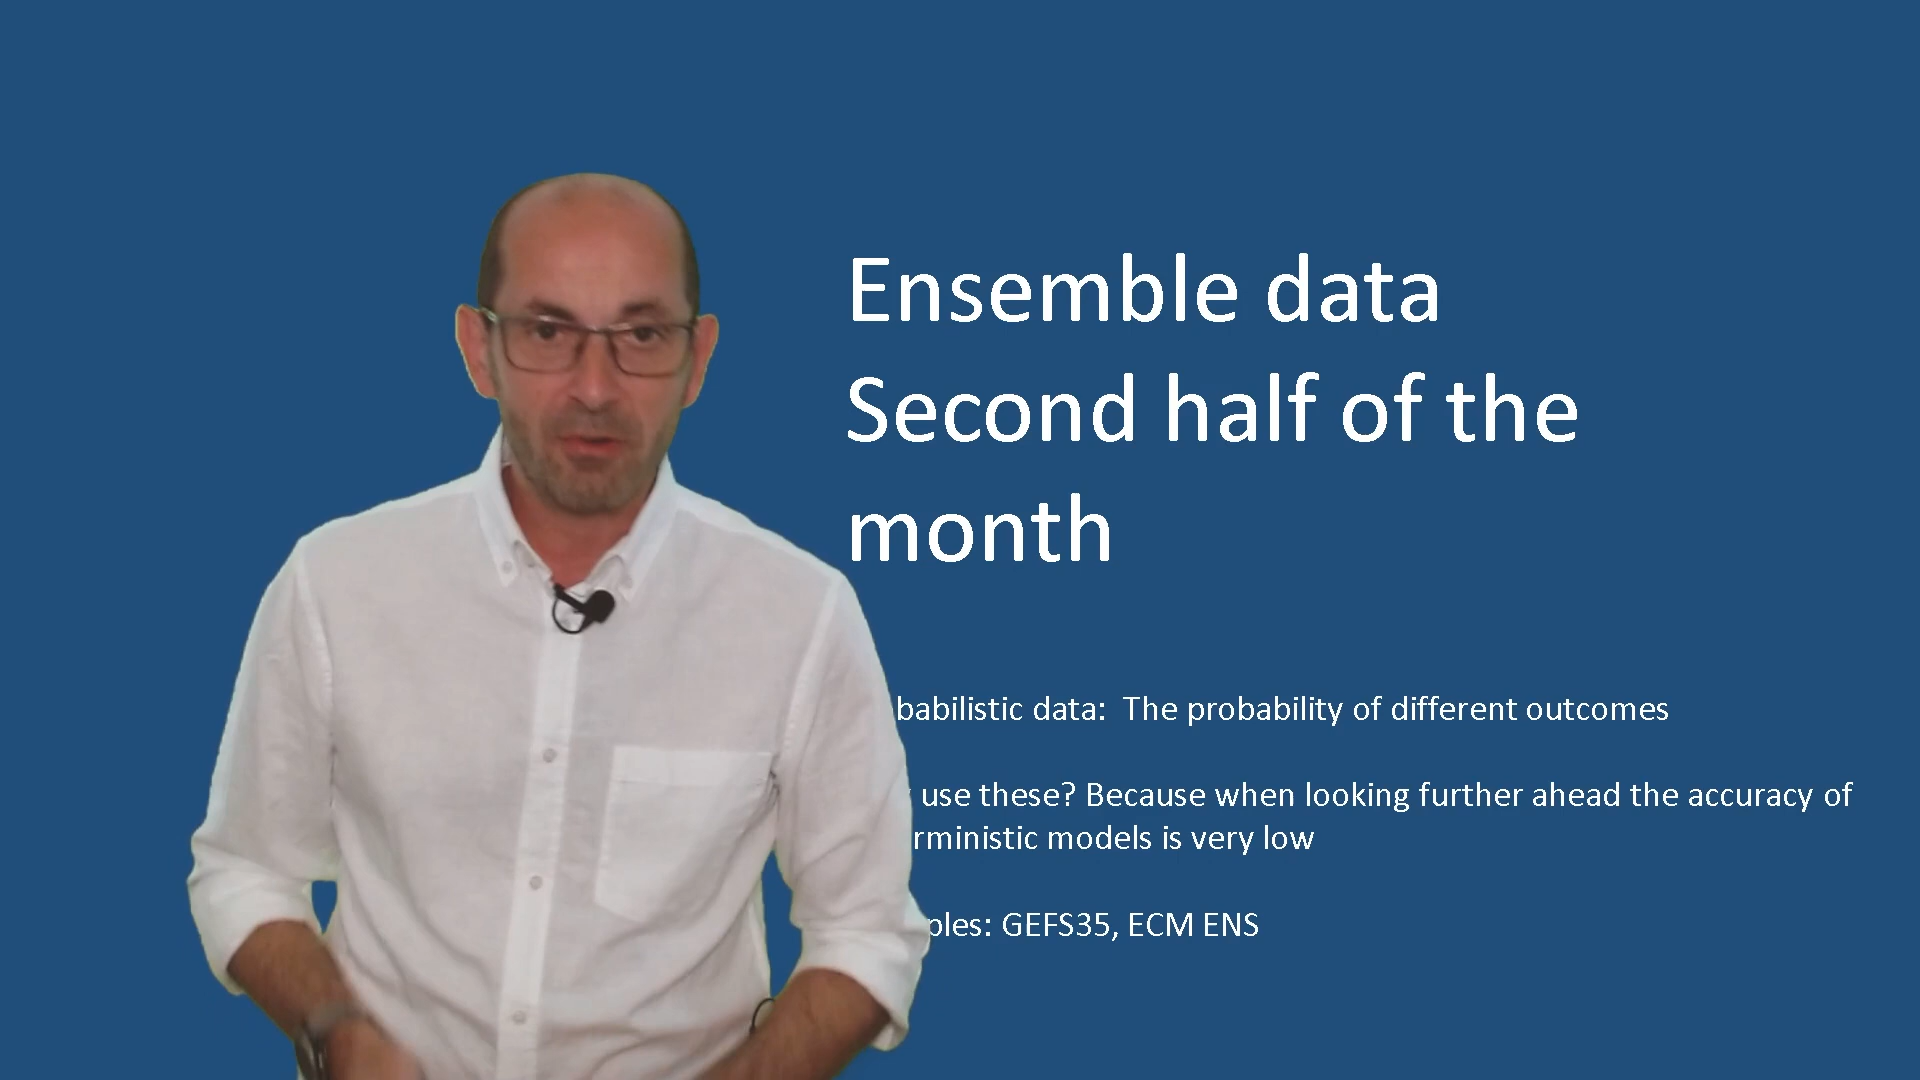 Ensemble data
Second half of the
month
babilistic data:  The probability of different outcomes
use these? Because when looking further ahead the accuracy of
rministic models is very low
ples: GEFS35, ECM ENS